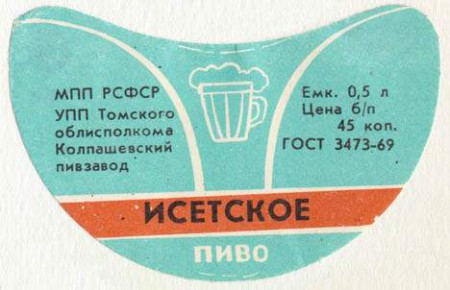 МПП РСФСР
УПП Томского
облисполкома
Колпашевский
пивзавод
Емк. 0,5 л
Цена б/п
45 коп.
ГОСТ 3473-69
ИСЕТСКОЕ
ПИВО